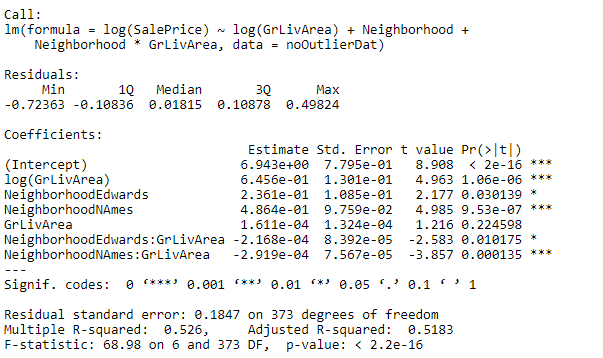 Call:
lm(formula = log(SalePrice) ~ log(GrLivArea) + Neighborhood +
    Neighborhood * GrLivArea, data = noOutlierDat)

Residuals:
     Min       1Q   Median       3Q      Max
-0.72363 -0.10836  0.01815  0.10878  0.49824

Coefficients:
                                Estimate Std. Error t value Pr(>|t|)
(Intercept)                    6.943e+00  7.795e-01   8.908  < 2e-16 ***
log(GrLivArea)                 6.456e-01  1.301e-01   4.963 1.06e-06 ***
NeighborhoodEdwards            2.361e-01  1.085e-01   2.177 0.030139 *
NeighborhoodNAmes              4.864e-01  9.759e-02   4.985 9.53e-07 ***
GrLivArea                      1.611e-04  1.324e-04   1.216 0.224598
NeighborhoodEdwards:GrLivArea -2.168e-04  8.392e-05  -2.583 0.010175 *
NeighborhoodNAmes:GrLivArea   -2.919e-04  7.567e-05  -3.857 0.000135 ***
---
Signif. codes:  0 ‘***’ 0.001 ‘**’ 0.01 ‘*’ 0.05 ‘.’ 0.1 ‘ ’ 1

Residual standard error: 0.1847 on 373 degrees of freedom
Multiple R-squared:  0.526,     Adjusted R-squared:  0.5183
F-statistic: 68.98 on 6 and 373 DF,  p-value: < 2.2e-16